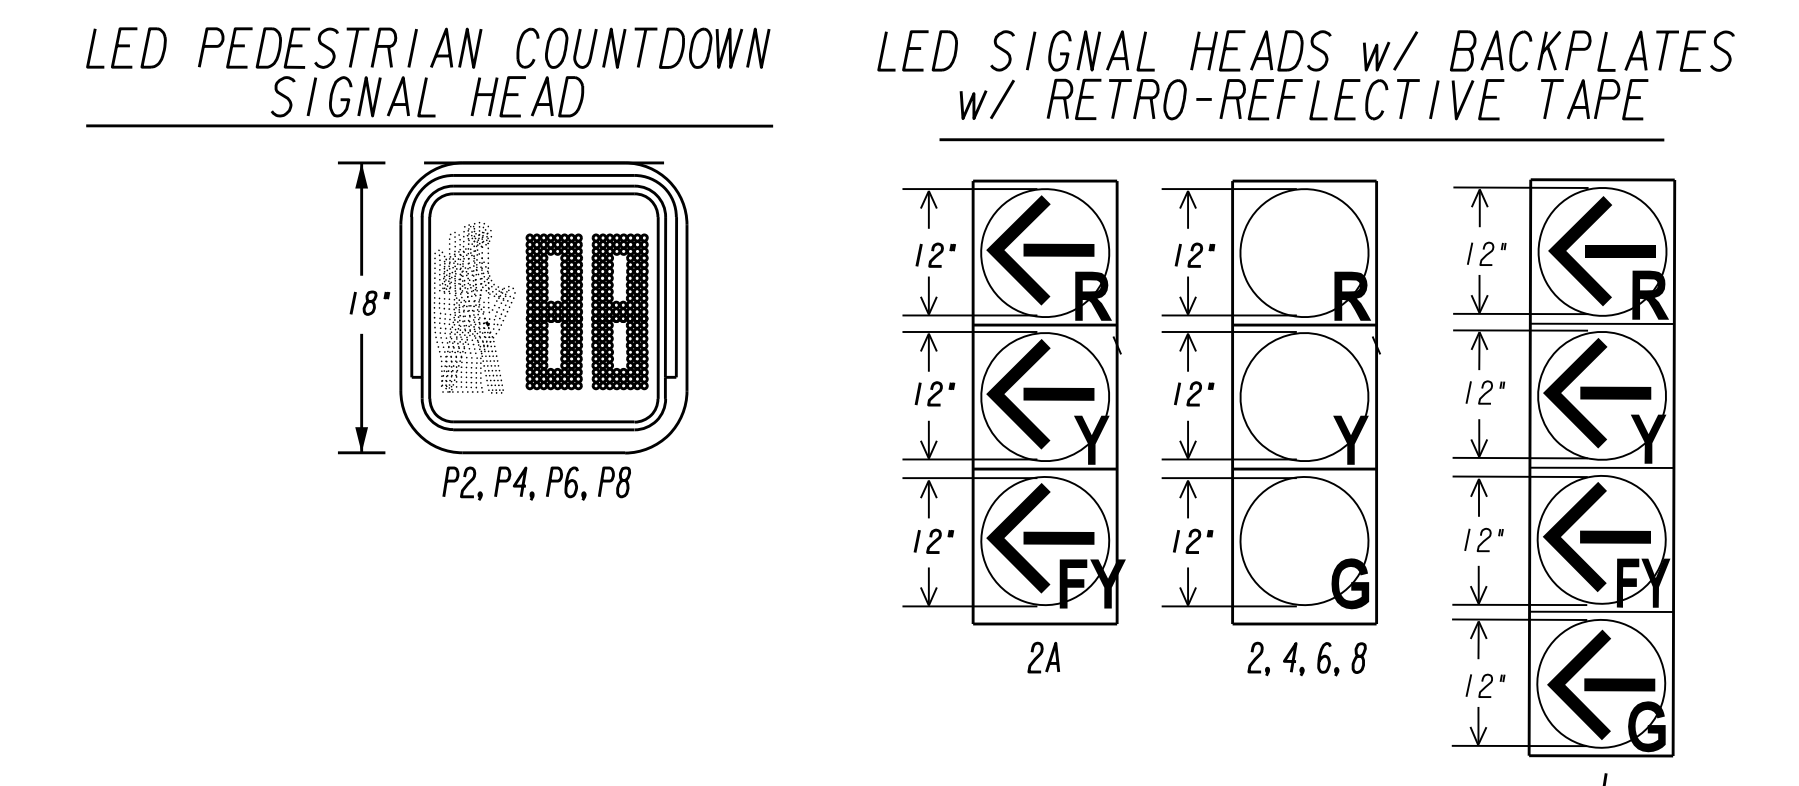 LED PEDESTRIAN COUNTDOWN
SIGNAL HEAD
18"
88
P2, P4, P6, P8
LED SIGNAL HEADS w/ BACKPLATES
w/ RETRO-REFLECTIVE TAPE
12" R
12" Y
12" FY
2A
12" R
12" Y
12" G
2, 4, 6, 8
12" R
12" Y
12" FY
12" G